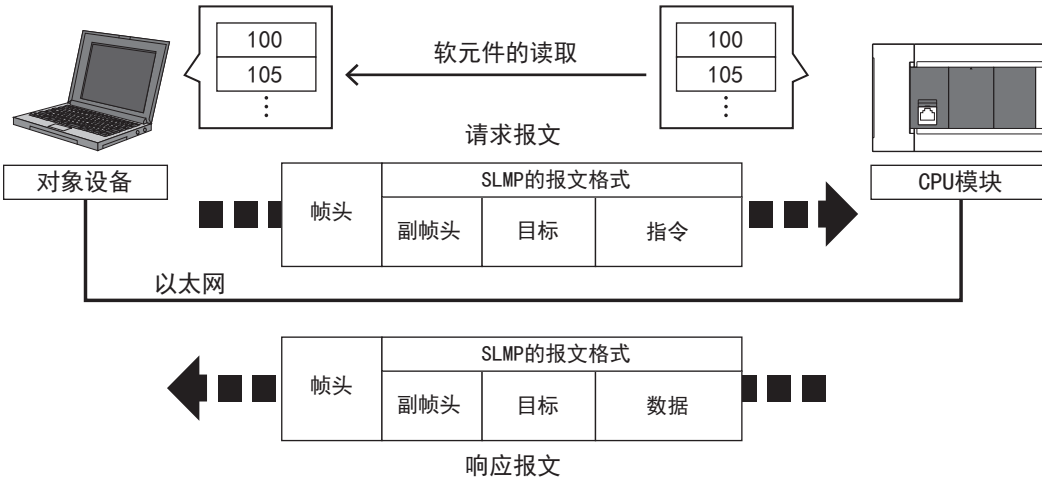 100
105
⋮
软元件的读取
100
105
⋮
请求报文
对象设备
CPU模块
帧头
SLMP的报文格式
副帧头 目标 指令
以太网
帧头
SLMP的报文格式
副帧头 目标 数据
响应报文